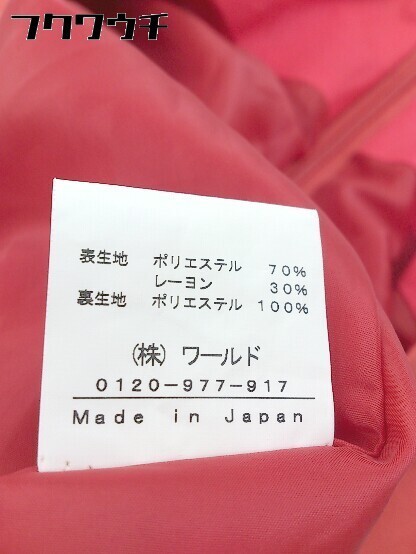 フクワウチ
表生地 ポリエステル 70%
レーヨン 30%
裏生地 ポリエステル 100%
(株) ワールド
0120-977-917
Made in Japan